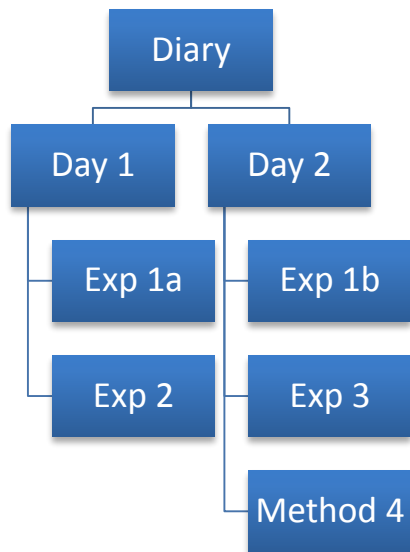 Diary
Day 1
Day 2
Exp 1a
Exp 1b
Exp 2
Exp 3
Method 4